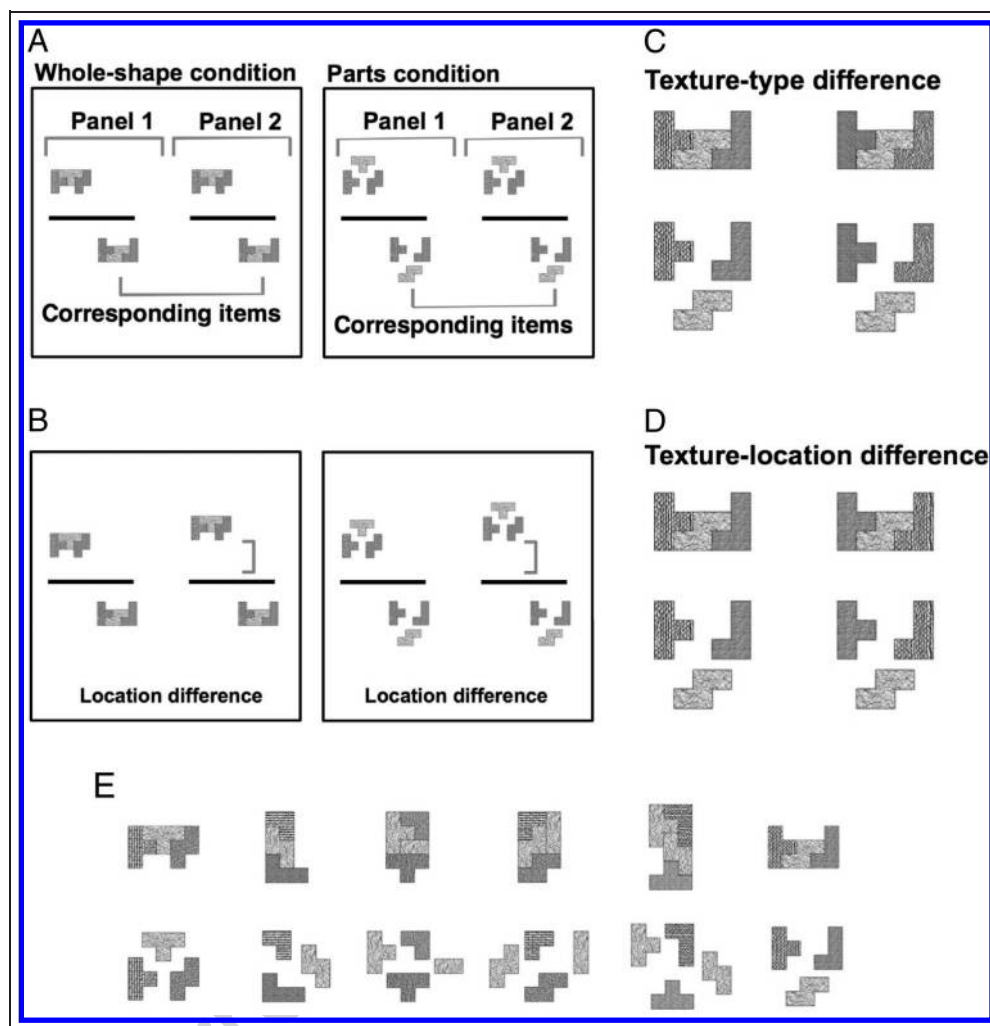 A
Whole-shape condition
Panel 1 Panel 2
Corresponding items
Parts condition
Panel 1 Panel 2
Corresponding items
B
Location difference
Location difference
C
Texture-type difference
D
Texture-location difference
E